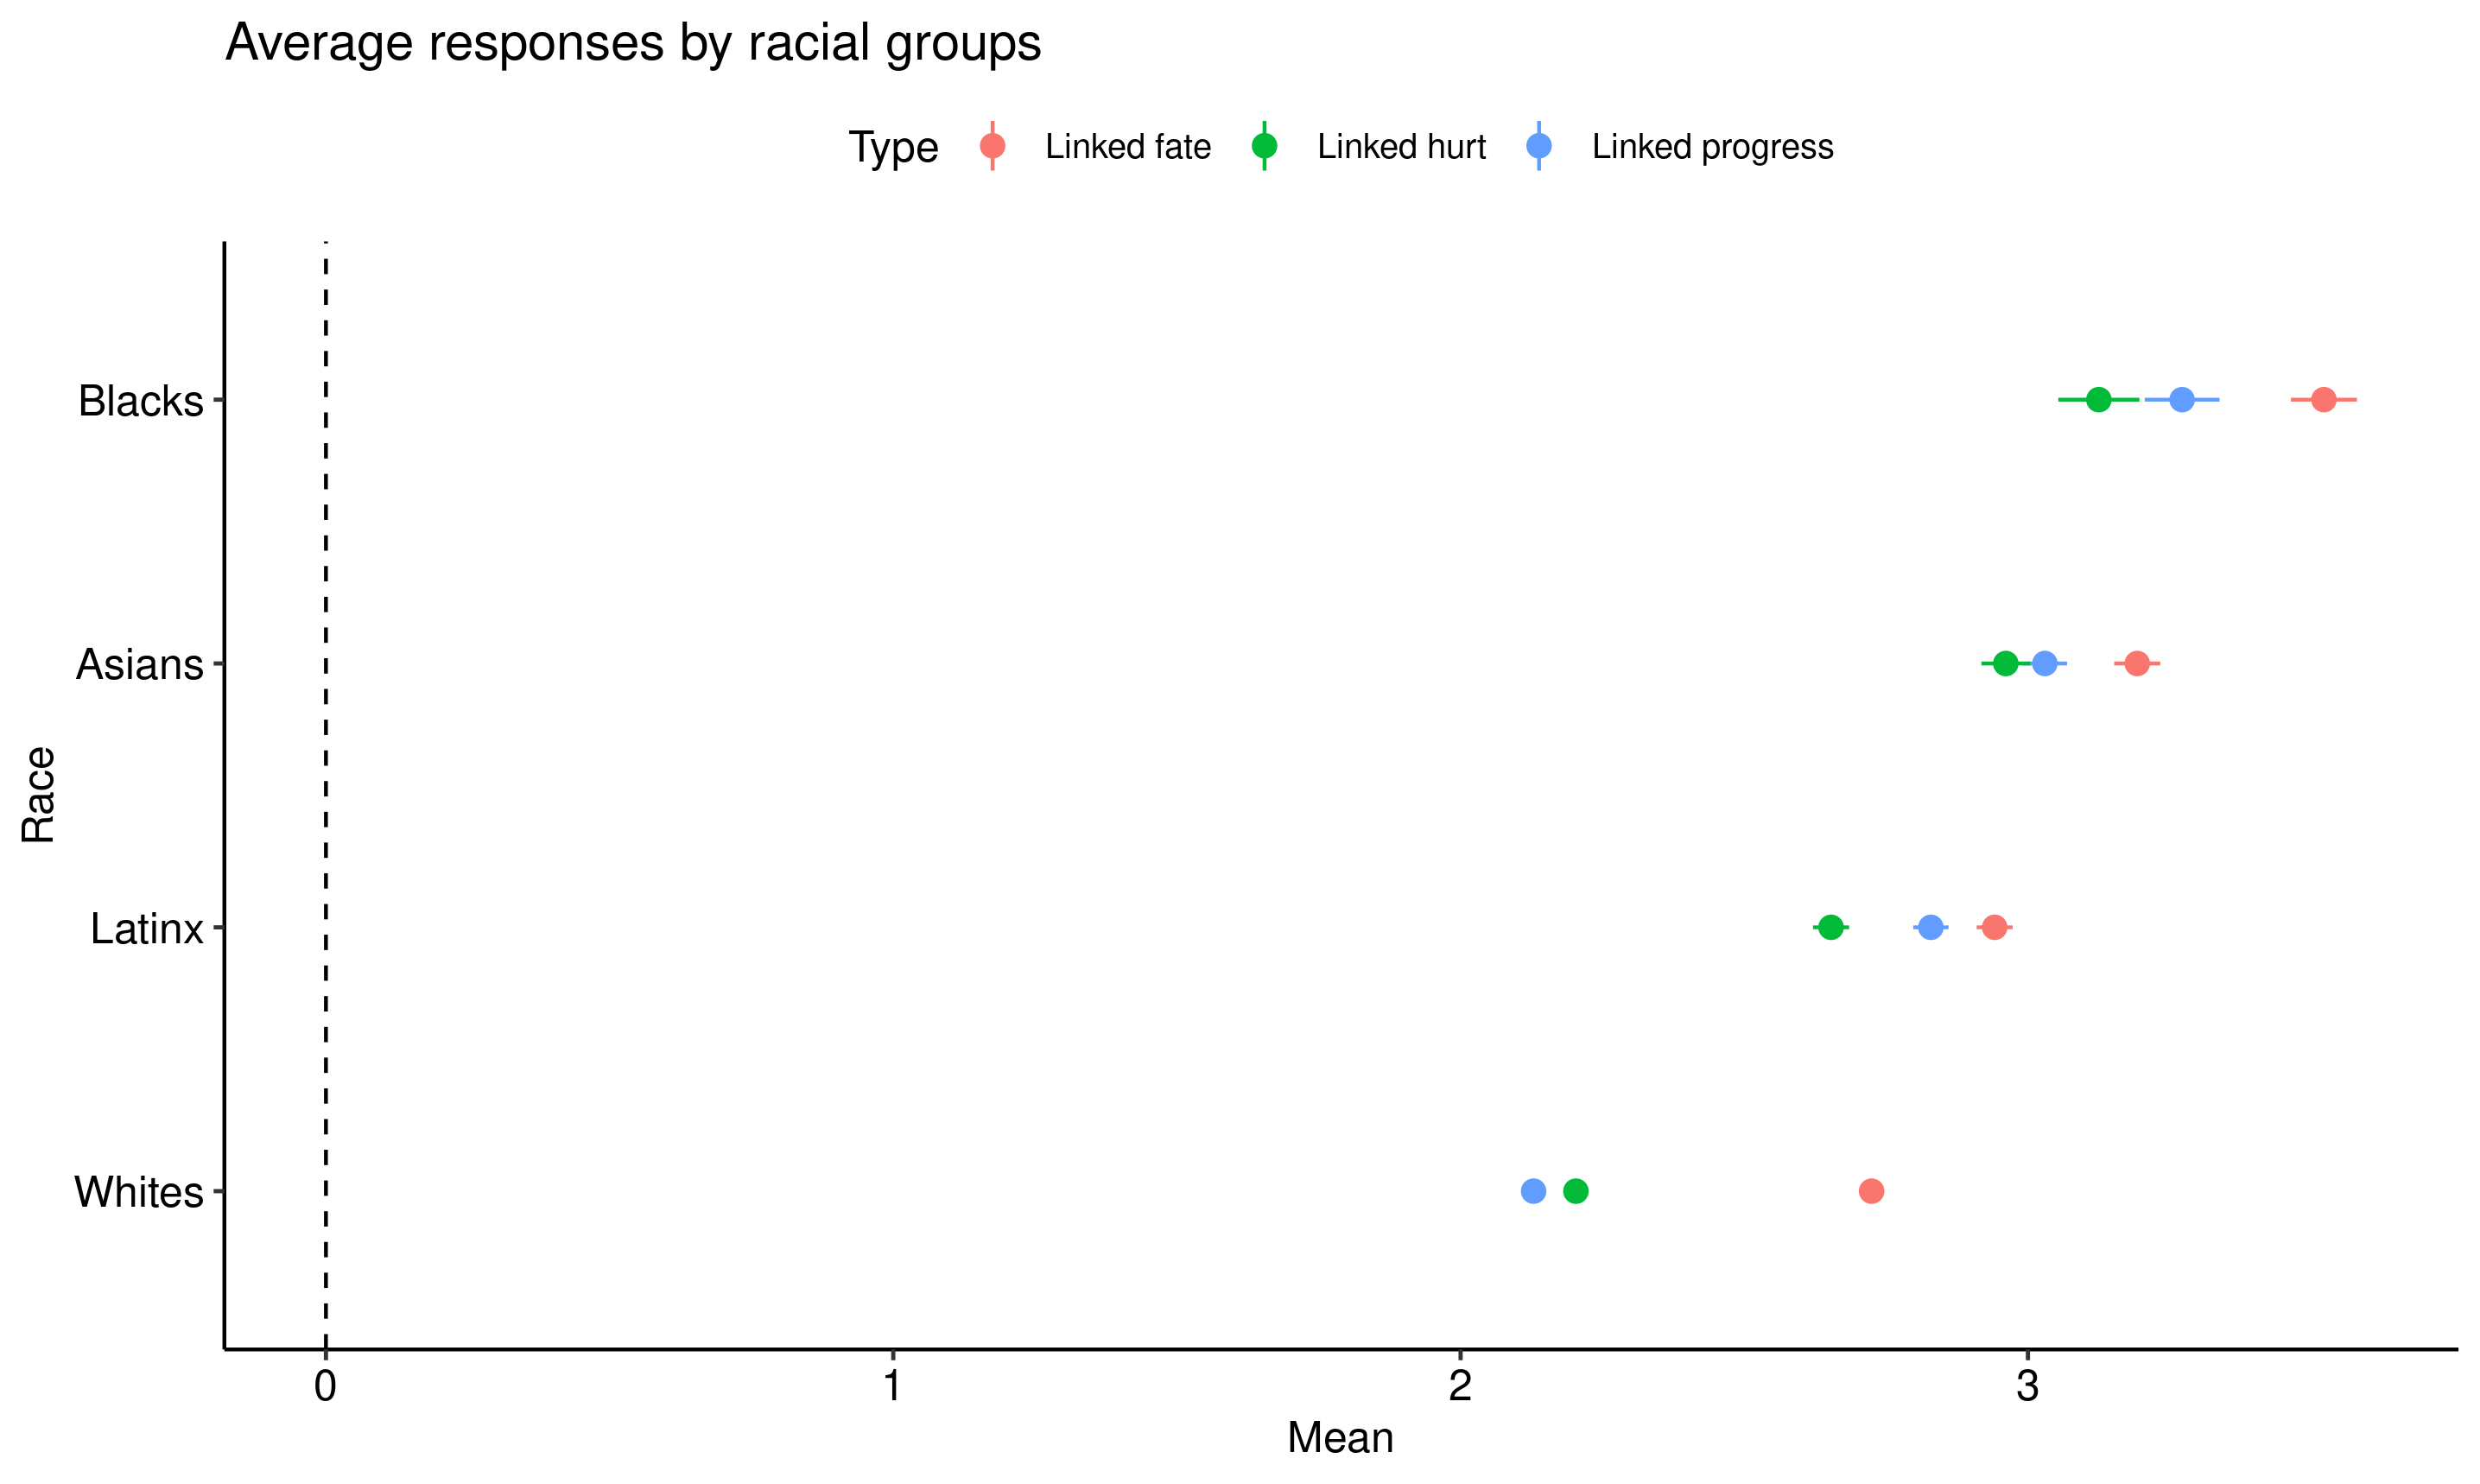 Average responses by racial groups
Type Linked fate Linked hurt Linked progress
Blacks
Asians
Latinx
Whites
Race
0 1 2 3
Mean